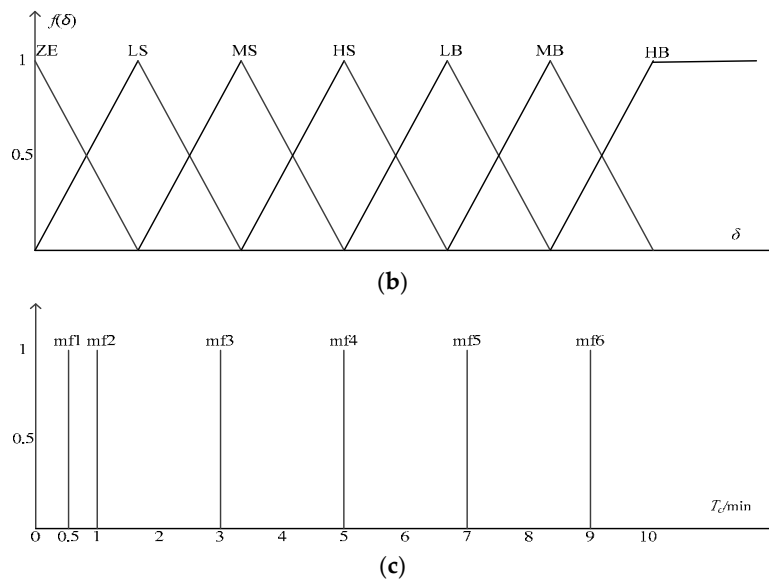 f(δ)
ZE LS MS HS LB MB HB
1
0.5
δ
(b)
mf1 mf2 mf3 mf4 mf5 mf6
1
0.5
T_c/min
0 0.5 1 2 3 4 5 6 7 8 9 10
(c)